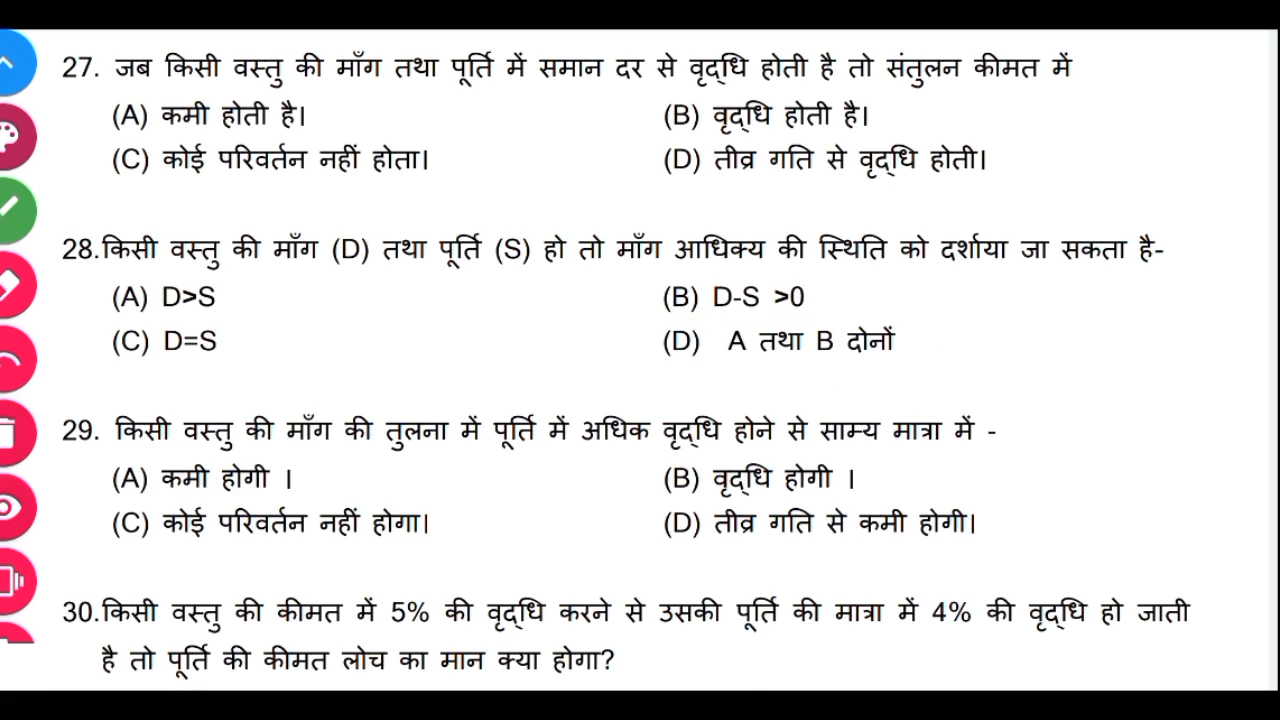 27. जब किसी वस्तु की माँग तथा पूर्ति में समान दर से वृद्धि होती है तो संतुलन कीमत में
(A) कमी होती है। (B) वृद्धि होती है।
(C) कोई परिवर्तन नहीं होता। (D) तीव्र गति से वृद्धि होती।
28.किसी वस्तु की माँग (D) तथा पूर्ति (S) हो तो माँग आधिक्य की स्थिति को दर्शाया जा सकता है-
(A) D>S (B) D-S >0
(C) D=S (D) A तथा B दोनों
29. किसी वस्तु की माँग की तुलना में पूर्ति में अधिक वृद्धि होने से साम्य मात्रा में -
(A) कमी होगी । (B) वृद्धि होगी ।
(C) कोई परिवर्तन नहीं होगा। (D) तीव्र गति से कमी होगी।
30.किसी वस्तु की कीमत में 5% की वृद्धि करने से उसकी पूर्ति की मात्रा में 4% की वृद्धि हो जाती
है तो पूर्ति की कीमत लोच का मान क्या होगा?